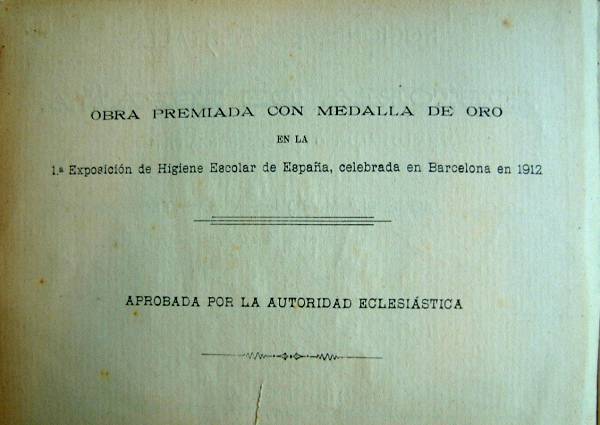 OBRA PREMIADA CON MEDALLA DE ORO
EN LA
1.ª Exposición de Higiene Escolar de España, celebrada en Barcelona en 1912
APROBADA POR LA AUTORIDAD ECLESIÁSTICA